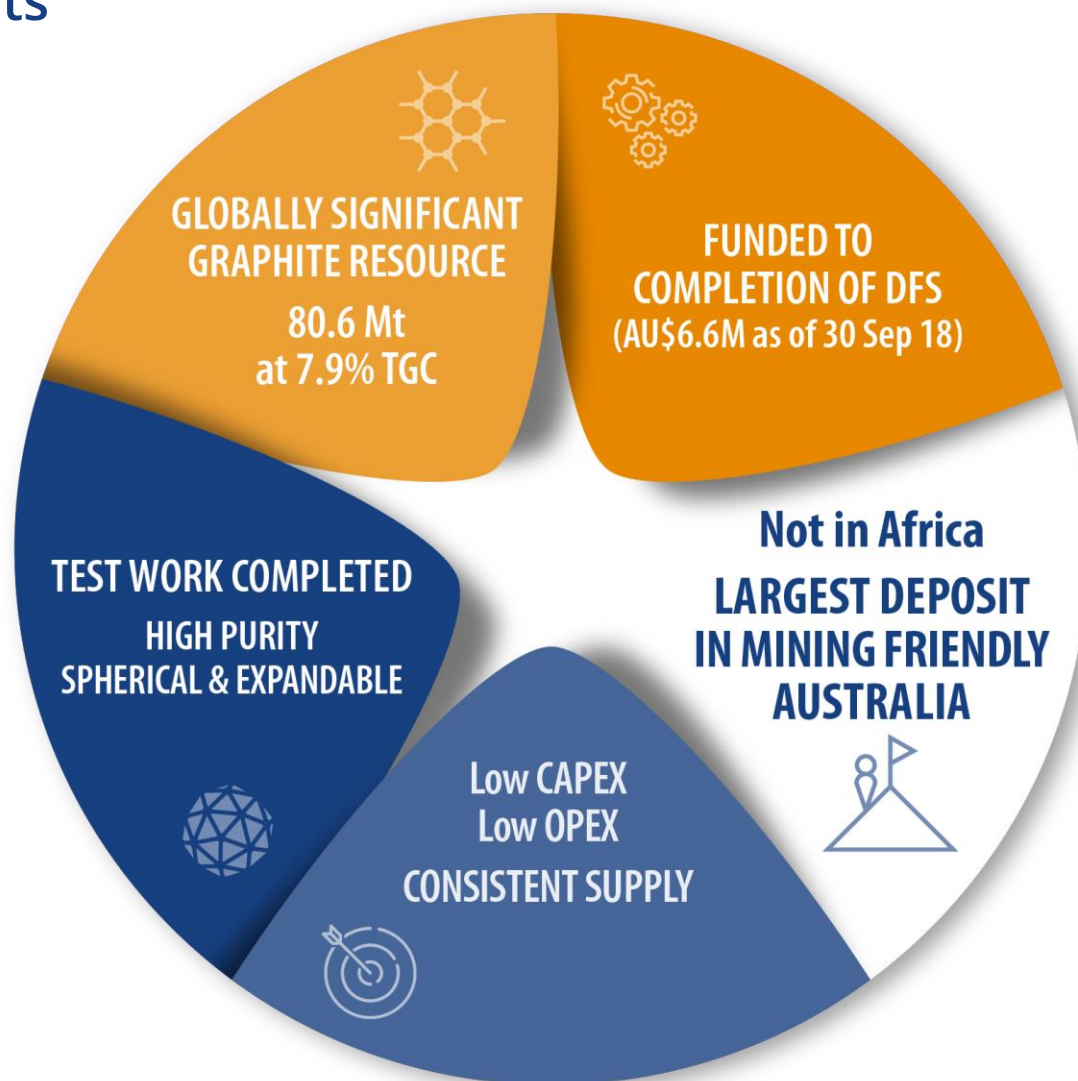 ts
GLOBALLY SIGNIFICANT
GRAPHITE RESOURCE
80.6 Mt
at 7.9% TGC
FUNDED TO
COMPLETION OF DFS
(AU$6.6M as of 30 Sep 18)
Not in Africa
LARGEST DEPOSIT
IN MINING FRIENDLY
AUSTRALIA
Low CAPEX
Low OPEX
CONSISTENT SUPPLY
TEST WORK COMPLETED
HIGH PURITY
SPHERICAL & EXPANDABLE